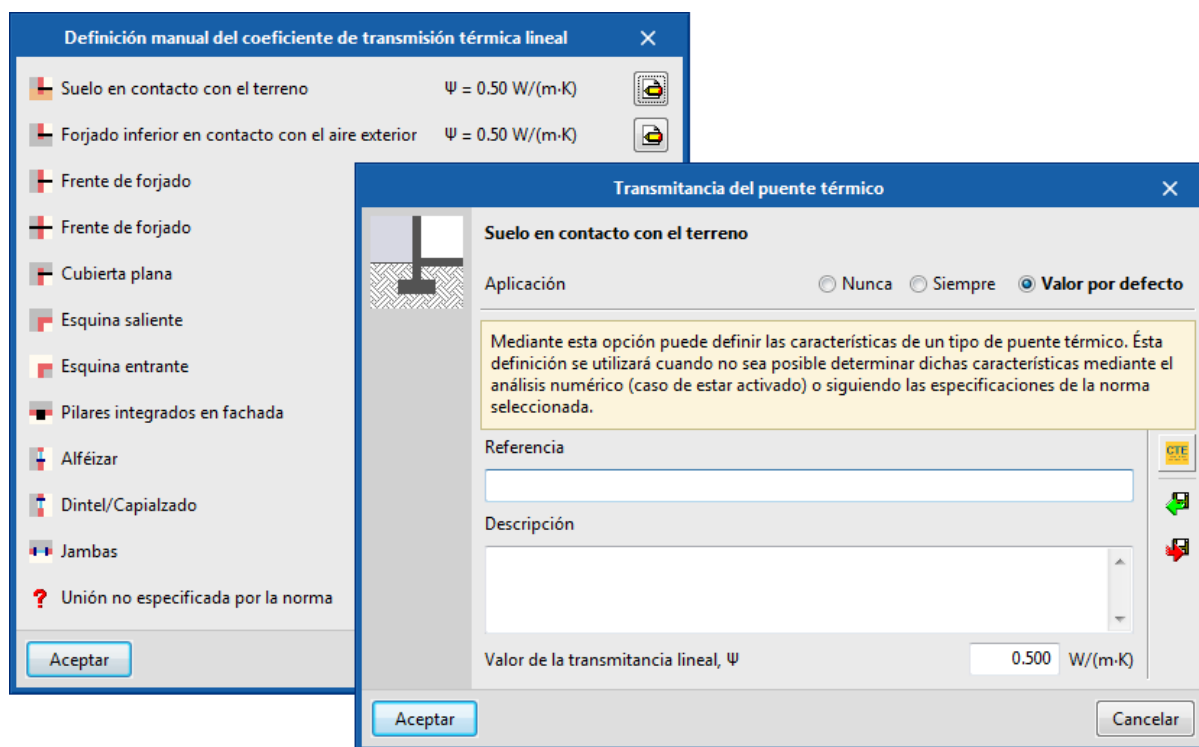 Definición manual del coeficiente de transmisión térmica lineal
Suelo en contacto con el terreno Ψ = 0.50 W/(m·K)
Forjado inferior en contacto con el aire exterior Ψ = 0.50 W/(m·K)
Frente de forjado
Frente de forjado
Cubierta plana
Esquina saliente
Esquina entrante
Pilares integrados en fachada
Alféizar
Dintel/Capialzado
Jambas
? Unión no especificada por la norma
Aceptar
Transmitancia del puente térmico
Suelo en contacto con el terreno
Aplicación Nunca Siempre Valor por defecto
Mediante esta opción puede definir las características de un tipo de puente térmico. Ésta
definición se utilizará cuando no sea posible determinar dichas características mediante el
análisis numérico (caso de estar activado) o siguiendo las especificaciones de la norma
seleccionada.
Referencia
CTE
Descripción
Valor de la transmitancia lineal, Ψ 0.500 W/(m·K)
Aceptar Cancelar